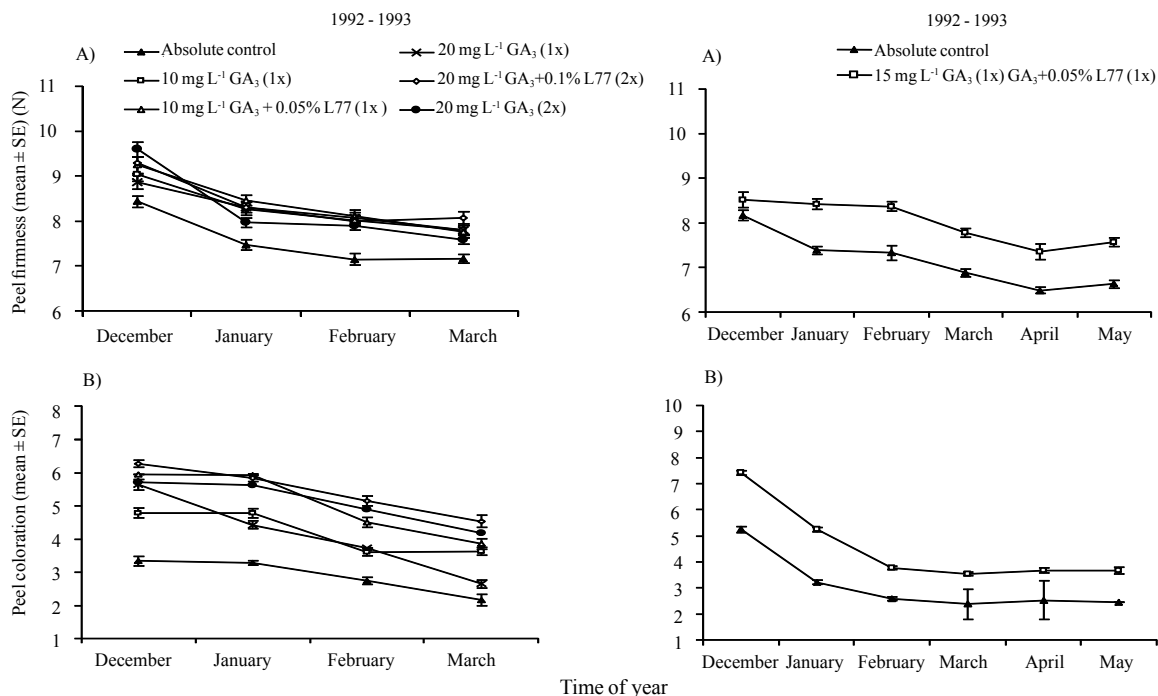 1992 - 1993
A)
Absolute control
20 mg L⁻¹ GA₃ (1x)
10 mg L⁻¹ GA₃ (1x)
20 mg L⁻¹ GA₃+0.1% L77 (2x)
10 mg L⁻¹ GA₃ + 0.05% L77 (1x)
20 mg L⁻¹ GA₃ (2x)
Peel firmness (mean ± SE) (N)
11
10
9
8
7
6
December January February March
1992 - 1993
A)
Absolute control
15 mg L⁻¹ GA₃ (1x) GA₃+0.05% L77 (1x)
11
10
9
8
7
6
December January February March April May
B)
Peel coloration (mean ± SE)
8
7
6
5
4
3
2
1
December January February March
B)
10
9
8
7
6
5
4
3
2
1
December January February March April May
Time of year